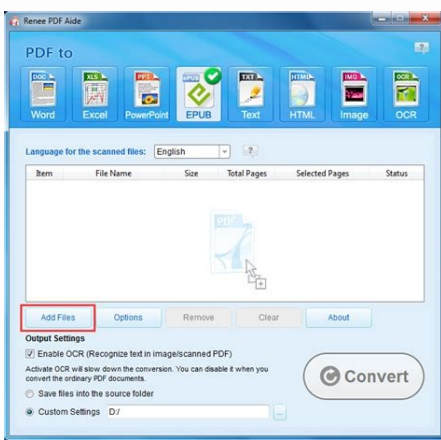 Renee PDF Aide
PDF to
?
DOC XLS PPT EPUB TXT HTML IMG OCR
Word Excel PowerPoint EPUB Text HTML Image OCR
Language for the scanned files: English ?
Item File Name Size Total Pages Selected Pages Status
PDF
Add Files Options Remove Clear About
Output Settings
Enable OCR (Recognize text in image/scanned PDF)
Activate OCR will slow down the conversion. You can disable it when you
convert the ordinary PDF documents.
Convert
Save files into the source folder
Custom Settings D:/ ...